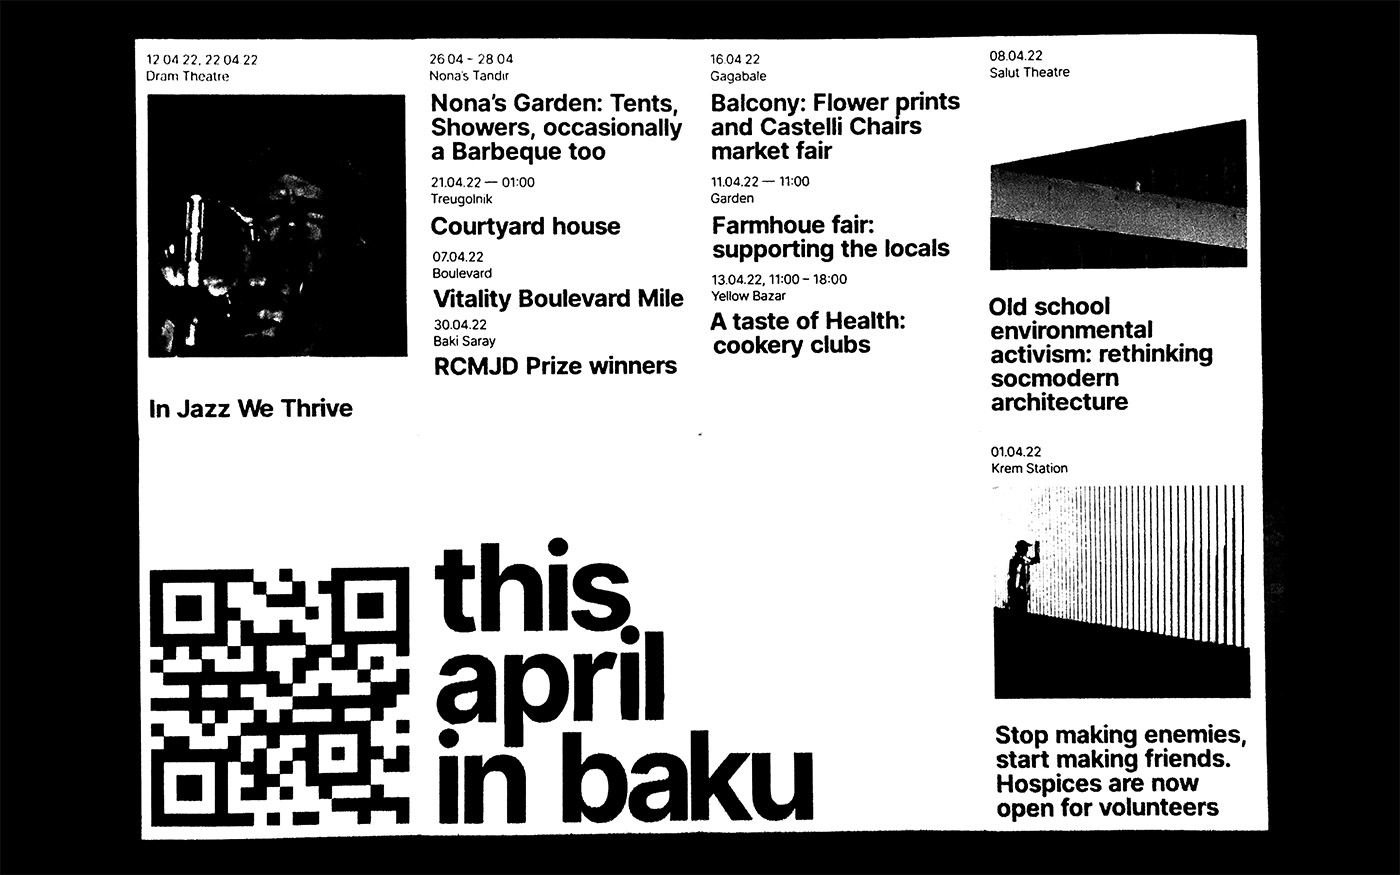 12 04 22, 22 04 22
Dram Theatre
In Jazz We Thrive
26 04 - 28 04
Nona's Tandır
Nona's Garden: Tents,
Showers, occasionally
a Barbeque too
21.04.22 — 01:00
Treugolnik
Courtyard house
07.04.22
Boulevard
Vitality Boulevard Mile
30.04.22
Baki Saray
RCMJD Prize winners
16.04 22
Gagabale
Balcony: Flower prints
and Castelli Chairs
market fair
11.04.22 — 11:00
Garden
Farmhoue fair:
supporting the locals
13.04.22, 11:00 – 18:00
Yellow Bazar
A taste of Health:
cookery clubs
08.04.22
Salut Theatre
Old school
environmental
activism: rethinking
socmodern
architecture
01.04.22
Krem Station
Stop making enemies,
start making friends.
Hospices are now
open for volunteers
this
april
in baku